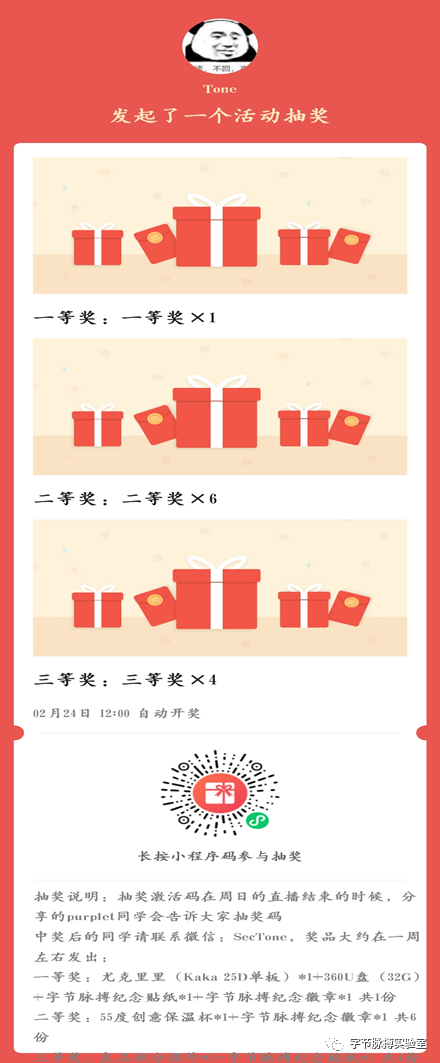 读,不回,
Tone
发起了一个活动抽奖
一等奖：一等奖×1
二等奖：二等奖×6
三等奖：三等奖×4
02月24日 12:00 自动开奖
长按小程序码参与抽奖
抽奖说明：抽奖激活码在周日的直播结束的时候，分
享的purplet同学会告诉大家抽奖码
中奖后的同学请联系微信：SecTone，奖品大约在一周
左右发出：
一等奖：尤克里里（Kaka 25D单板）*1+360U盘（32G）
+字节脉搏纪念贴纸*1+字节脉搏纪念徽章*1 共1份
二等奖：55度创意保温杯*1+字节脉搏纪念徽章*1 共6
份
字节脉搏实验室